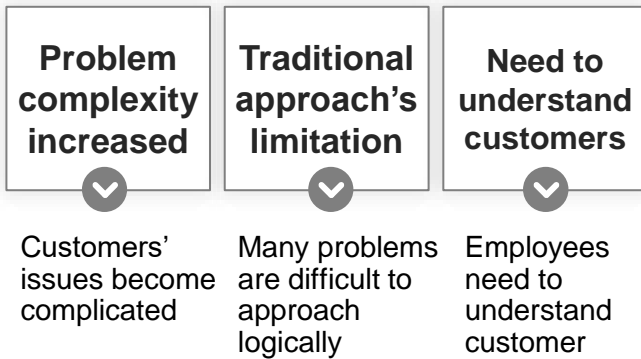 Problem
complexity
increased
Traditional
approach's
limitation
Need to
understand
customers
Customers'
issues become
complicated
Many problems
are difficult to
approach
logically
Employees
need to
understand
customer